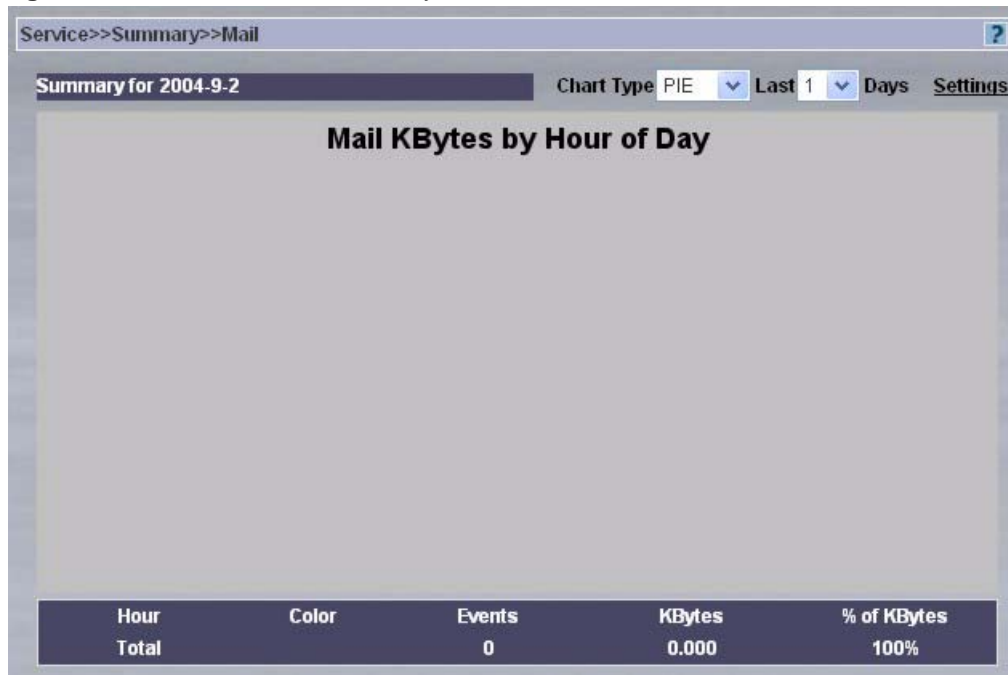 Service>>Summary>>Mail ?
Summary for 2004-9-2 Chart Type PIE Last 1 Days Settings
Mail KBytes by Hour of Day
Hour Color Events KBytes % of KBytes
Total 0 0.000 100%